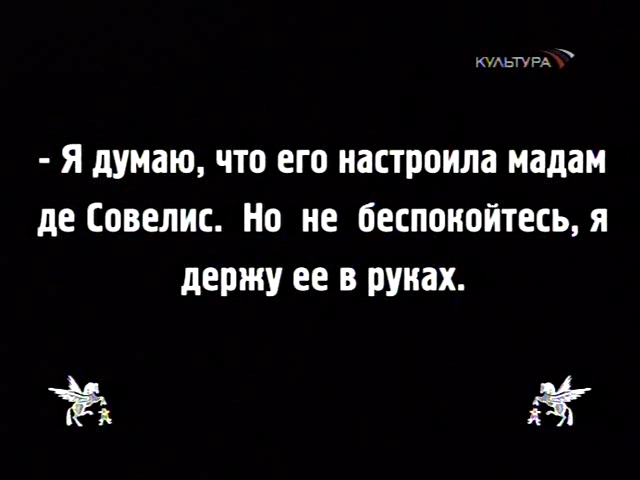 КУЛЬТУРА
- Я думаю, что его настроила мадам
де Совелис. Но не беспокойтесь, я
держу ее в руках.